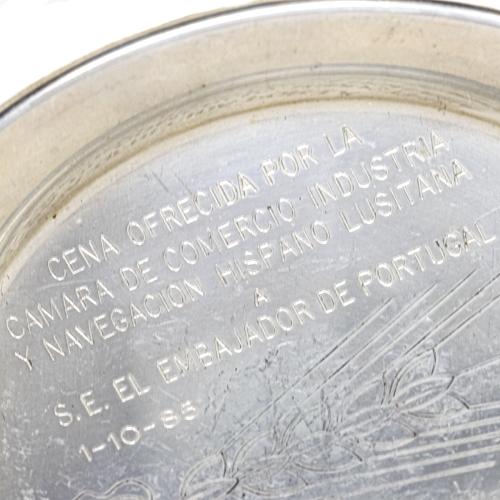 CENA OFRECIDA POR LA
CAMARA DE COMERCIO INDUSTRIA
Y NAVEGACION HISPANO LUSITANA
A
S.E. EL EMBAJADOR DE PORTUGAL
1-10-85